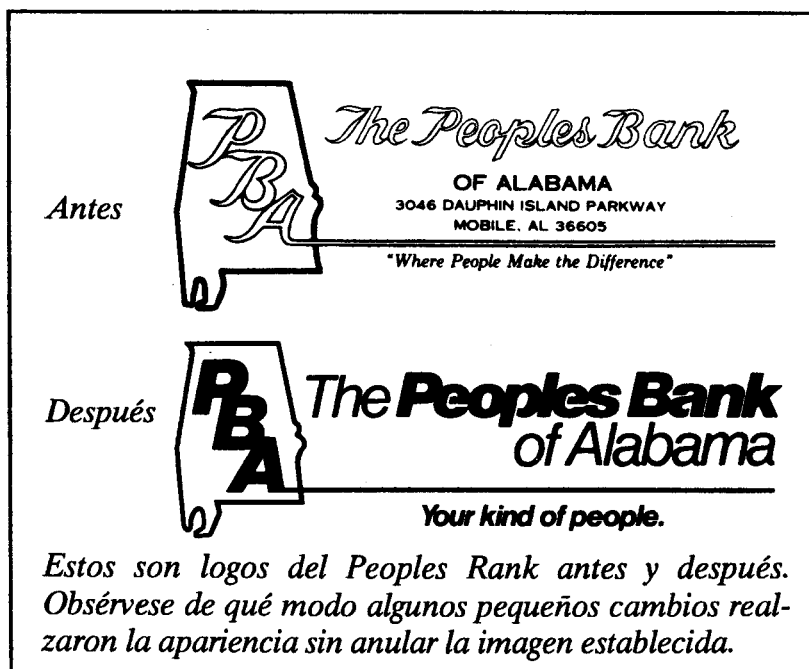 Antes
PBA
The Peoples Bank
OF ALABAMA
3046 DAUPHIN ISLAND PARKWAY
MOBILE, AL 36605
"Where People Make the Difference"
Después
PBA
The Peoples Bank
of Alabama
Your kind of people.
Estos son logos del Peoples Rank antes y después.
Obsérvese de qué modo algunos pequeños cambios real-
zaron la apariencia sin anular la imagen establecida.